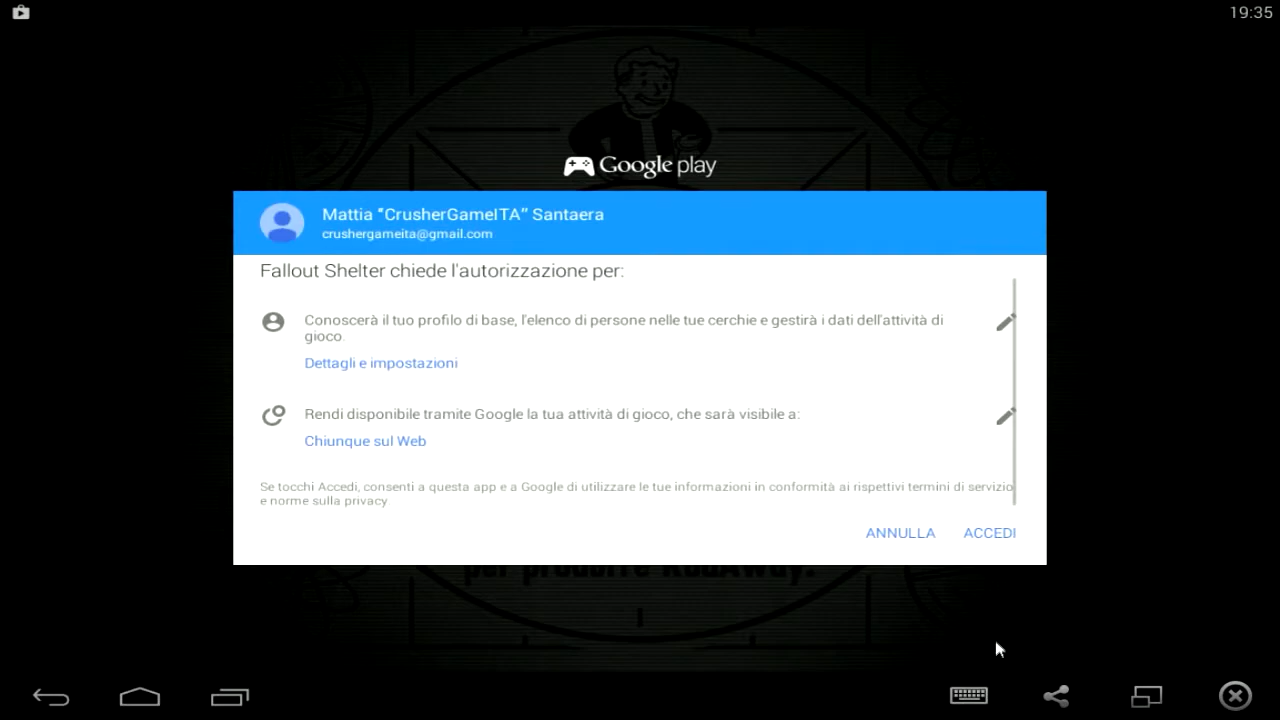 19:35
Google play
Mattia "CrusherGameITA" Santaera
crushergameita@gmail.com
Fallout Shelter chiede l'autorizzazione per:
Conoscerà il tuo profilo di base, l'elenco di persone nelle tue cerchie e gestirà i dati dell'attività di
gioco.
Dettagli e impostazioni
Rendi disponibile tramite Google la tua attività di gioco, che sarà visibile a:
Chiunque sul Web
Se tocchi Accedi, consenti a questa app e a Google di utilizzare le tue informazioni in conformità ai rispettivi termini di servizio
e norme sulla privacy
ANNULLA ACCEDI
per produrre RadAway.